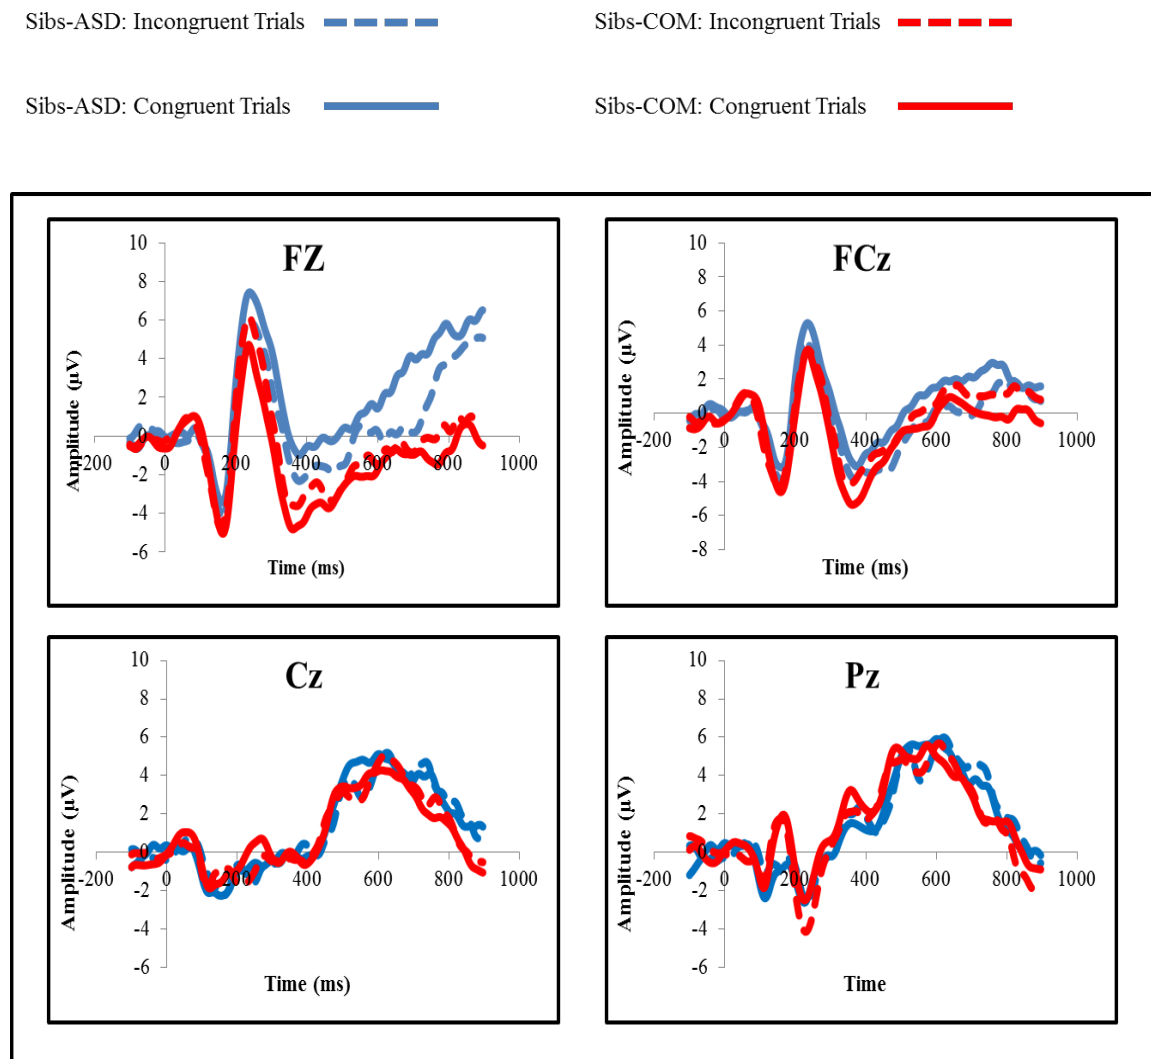 Sibs-ASD: Incongruent Trials
Sibs-COM: Incongruent Trials
Sibs-ASD: Congruent Trials
Sibs-COM: Congruent Trials
FZ
10
8
6
4
2
0
-2
-4
-6
-200 0 200 400 600 800 1000
Amplitude (µV)
Time (ms)
FCz
10
8
6
4
2
0
-2
-4
-6
-8
-200 0 200 400 600 800 1000
Amplitude (µV)
Time (ms)
Cz
10
8
6
4
2
0
-2
-4
-6
-200 0 200 400 600 800 1000
Amplitude (µV)
Time (ms)
Pz
10
8
6
4
2
0
-2
-4
-6
-200 0 200 400 600 800 1000
Amplitude (µV)
Time